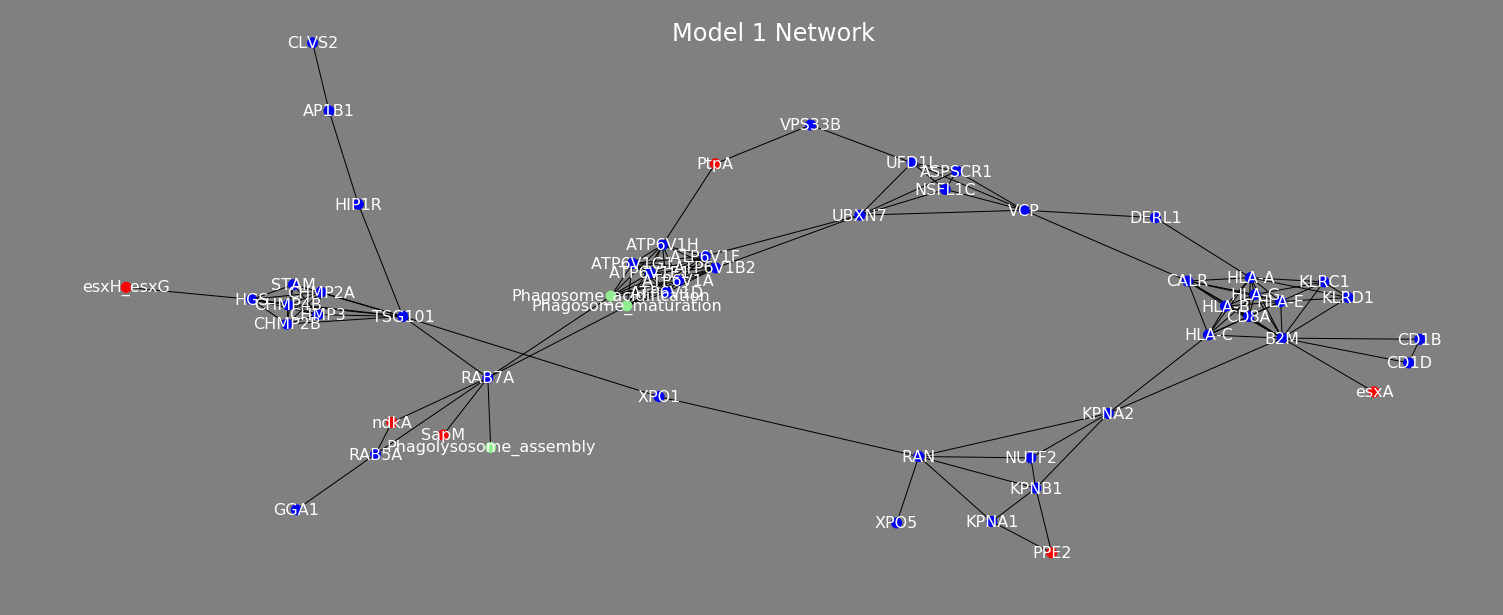 Model 1 Network
CLVS2
AP1B1
VPS33B
PtpA
UFD1L
ASPSCR1
NSFL1C
HIP1R
UBXN7
VCP
DERL1
ATP6V1H
ATP6V1F
ATP6V1G1
ATP6V1B2
ATP6V1E1
ATP6V1A
ATP6V1D
Phagosome_acidification
Phagosome_maturation
CALR
HLA-A
KLRC1
HLA-G
KLRD1
HLA-E
HLA-B
CD8A
HLA-C
B2M
CD1B
CD1D
esxA
esxH_esxG
STAM
CHMP2A
HGS
CHMP4B
CHMP3
CHMP2B
TSG101
RAB7A
XPO1
KPNA2
ndkA
SapM
Phagolysosome_assembly
RAB5A
RAN
NUTF2
KPNB1
GGA1
XPO5
KPNA1
PPE2